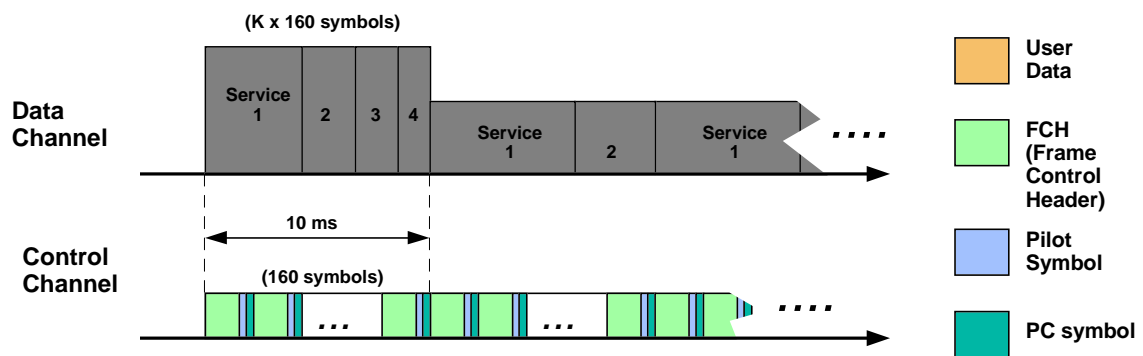 (K x 160 symbols)
Data
Channel
Service
1
2
3
4
Service
1
2
Service
1
....
10 ms
Control
Channel
(160 symbols)
...
...
....
User
Data
FCH
(Frame
Control
Header)
Pilot
Symbol
PC symbol